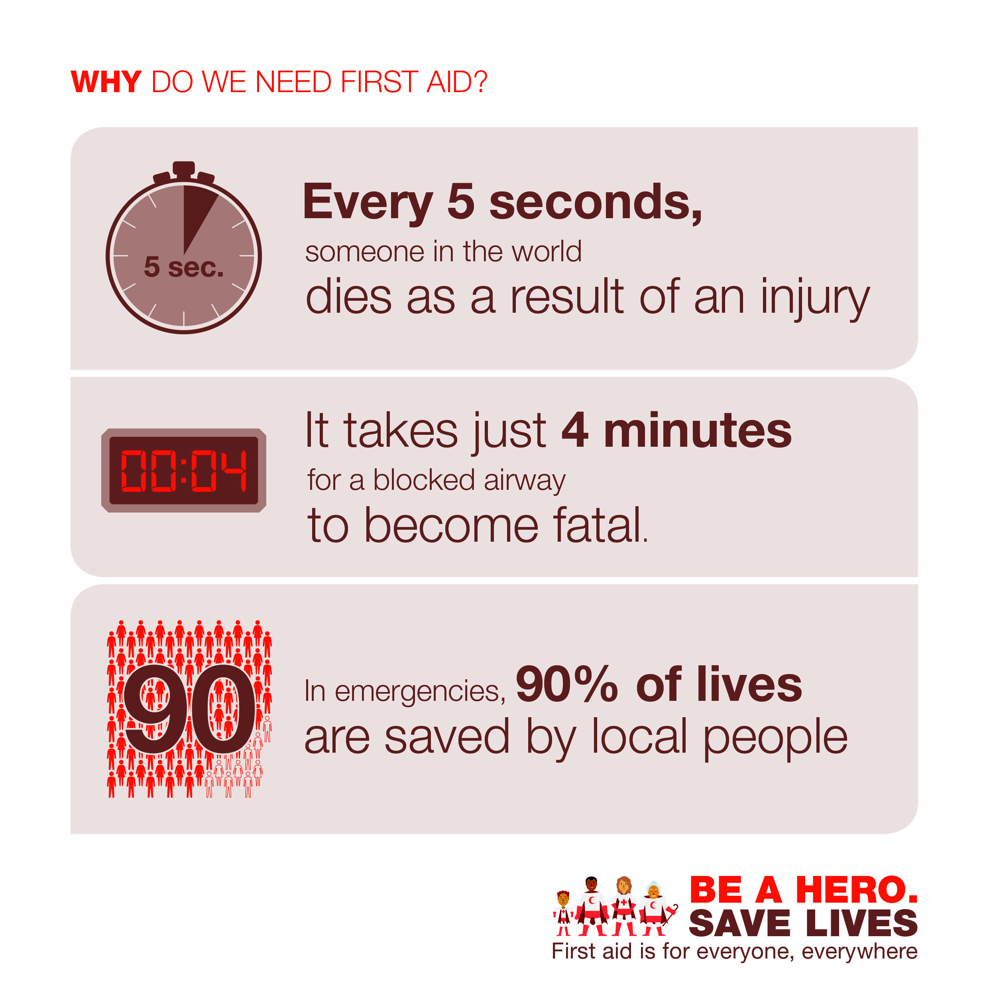 WHY DO WE NEED FIRST AID?
5 sec.
Every 5 seconds,
someone in the world
dies as a result of an injury
00:04
It takes just 4 minutes
for a blocked airway
to become fatal.
90
In emergencies, 90% of lives
are saved by local people
BE A HERO.
SAVE LIVES
First aid is for everyone, everywhere